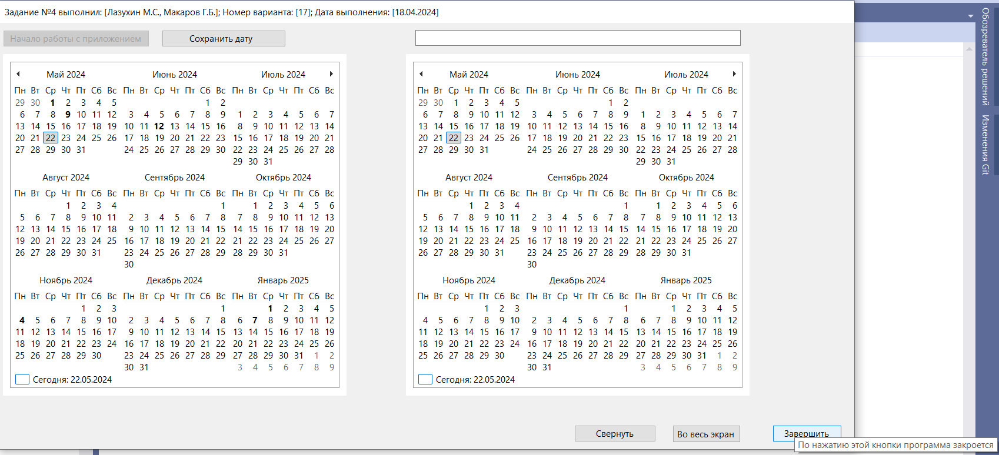 Задание №4 выполнил: [Лазухин М.С., Макаров Г.Б.]; Номер варианта: [17]; Дата выполнения: [18.04.2024]
Начало работы с приложением
Сохранить дату
Май 2024 Июнь 2024 Июль 2024
Пн Вт Ср Чт Пт Сб Вс Пн Вт Ср Чт Пт Сб Вс Пн Вт Ср Чт Пт Сб Вс
29 30 1 2 3 4 5 1 2
6 7 8 9 10 11 12 3 4 5 6 7 8 9 1 2 3 4 5 6 7
13 14 15 16 17 18 19 10 11 12 13 14 15 16 8 9 10 11 12 13 14
20 21 22 23 24 25 26 17 18 19 20 21 22 23 15 16 17 18 19 20 21
27 28 29 30 31 24 25 26 27 28 29 30 22 23 24 25 26 27 28
29 30 31
Август 2024 Сентябрь 2024 Октябрь 2024
Пн Вт Ср Чт Пт Сб Вс Пн Вт Ср Чт Пт Сб Вс Пн Вт Ср Чт Пт Сб Вс
1 2 3 4 1 1 2 3 4 5 6
5 6 7 8 9 10 11 2 3 4 5 6 7 8 7 8 9 10 11 12 13
12 13 14 15 16 17 18 9 10 11 12 13 14 15 14 15 16 17 18 19 20
19 20 21 22 23 24 25 16 17 18 19 20 21 22 21 22 23 24 25 26 27
26 27 28 29 30 31 23 24 25 26 27 28 29 28 29 30 31
30
Ноябрь 2024 Декабрь 2024 Январь 2025
Пн Вт Ср Чт Пт Сб Вс Пн Вт Ср Чт Пт Сб Вс Пн Вт Ср Чт Пт Сб Вс
1 2 3 1 1 2 3 4 5
4 5 6 7 8 9 10 2 3 4 5 6 7 8 6 7 8 9 10 11 12
11 12 13 14 15 16 17 9 10 11 12 13 14 15 13 14 15 16 17 18 19
18 19 20 21 22 23 24 16 17 18 19 20 21 22 20 21 22 23 24 25 26
25 26 27 28 29 30 23 24 25 26 27 28 29 27 28 29 30 31 1 2
30 31 3 4 5 6 7 8 9
Сегодня: 22.05.2024
Май 2024 Июнь 2024 Июль 2024
Пн Вт Ср Чт Пт Сб Вс Пн Вт Ср Чт Пт Сб Вс Пн Вт Ср Чт Пт Сб Вс
29 30 1 2 3 4 5 1 2
6 7 8 9 10 11 12 3 4 5 6 7 8 9 1 2 3 4 5 6 7
13 14 15 16 17 18 19 10 11 12 13 14 15 16 8 9 10 11 12 13 14
20 21 22 23 24 25 26 17 18 19 20 21 22 23 15 16 17 18 19 20 21
27 28 29 30 31 24 25 26 27 28 29 30 22 23 24 25 26 27 28
29 30 31
Август 2024 Сентябрь 2024 Октябрь 2024
Пн Вт Ср Чт Пт Сб Вс Пн Вт Ср Чт Пт Сб Вс Пн Вт Ср Чт Пт Сб Вс
1 2 3 4 1 1 2 3 4 5 6
5 6 7 8 9 10 11 2 3 4 5 6 7 8 7 8 9 10 11 12 13
12 13 14 15 16 17 18 9 10 11 12 13 14 15 14 15 16 17 18 19 20
19 20 21 22 23 24 25 16 17 18 19 20 21 22 21 22 23 24 25 26 27
26 27 28 29 30 31 23 24 25 26 27 28 29 28 29 30 31
30
Ноябрь 2024 Декабрь 2024 Январь 2025
Пн Вт Ср Чт Пт Сб Вс Пн Вт Ср Чт Пт Сб Вс Пн Вт Ср Чт Пт Сб Вс
1 2 3 1 1 2 3 4 5
4 5 6 7 8 9 10 2 3 4 5 6 7 8 6 7 8 9 10 11 12
11 12 13 14 15 16 17 9 10 11 12 13 14 15 13 14 15 16 17 18 19
18 19 20 21 22 23 24 16 17 18 19 20 21 22 20 21 22 23 24 25 26
25 26 27 28 29 30 23 24 25 26 27 28 29 27 28 29 30 31 1 2
30 31 3 4 5 6 7 8 9
Сегодня: 22.05.2024
Свернуть
Во весь экран
Завершить
По нажатию этой кнопки программа закроется
Обозреватель решений
Изменения Git